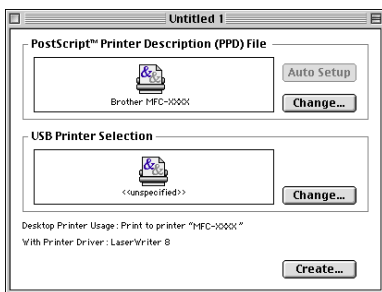 Untitled 1
PostScript™ Printer Description (PPD) File
Auto Setup
Brother MFC-XXXX
Change...
USB Printer Selection
<<unspecified>>
Change...
Desktop Printer Usage: Print to printer “MFC-XXXX”
With Printer Driver: LaserWriter 8
Create...